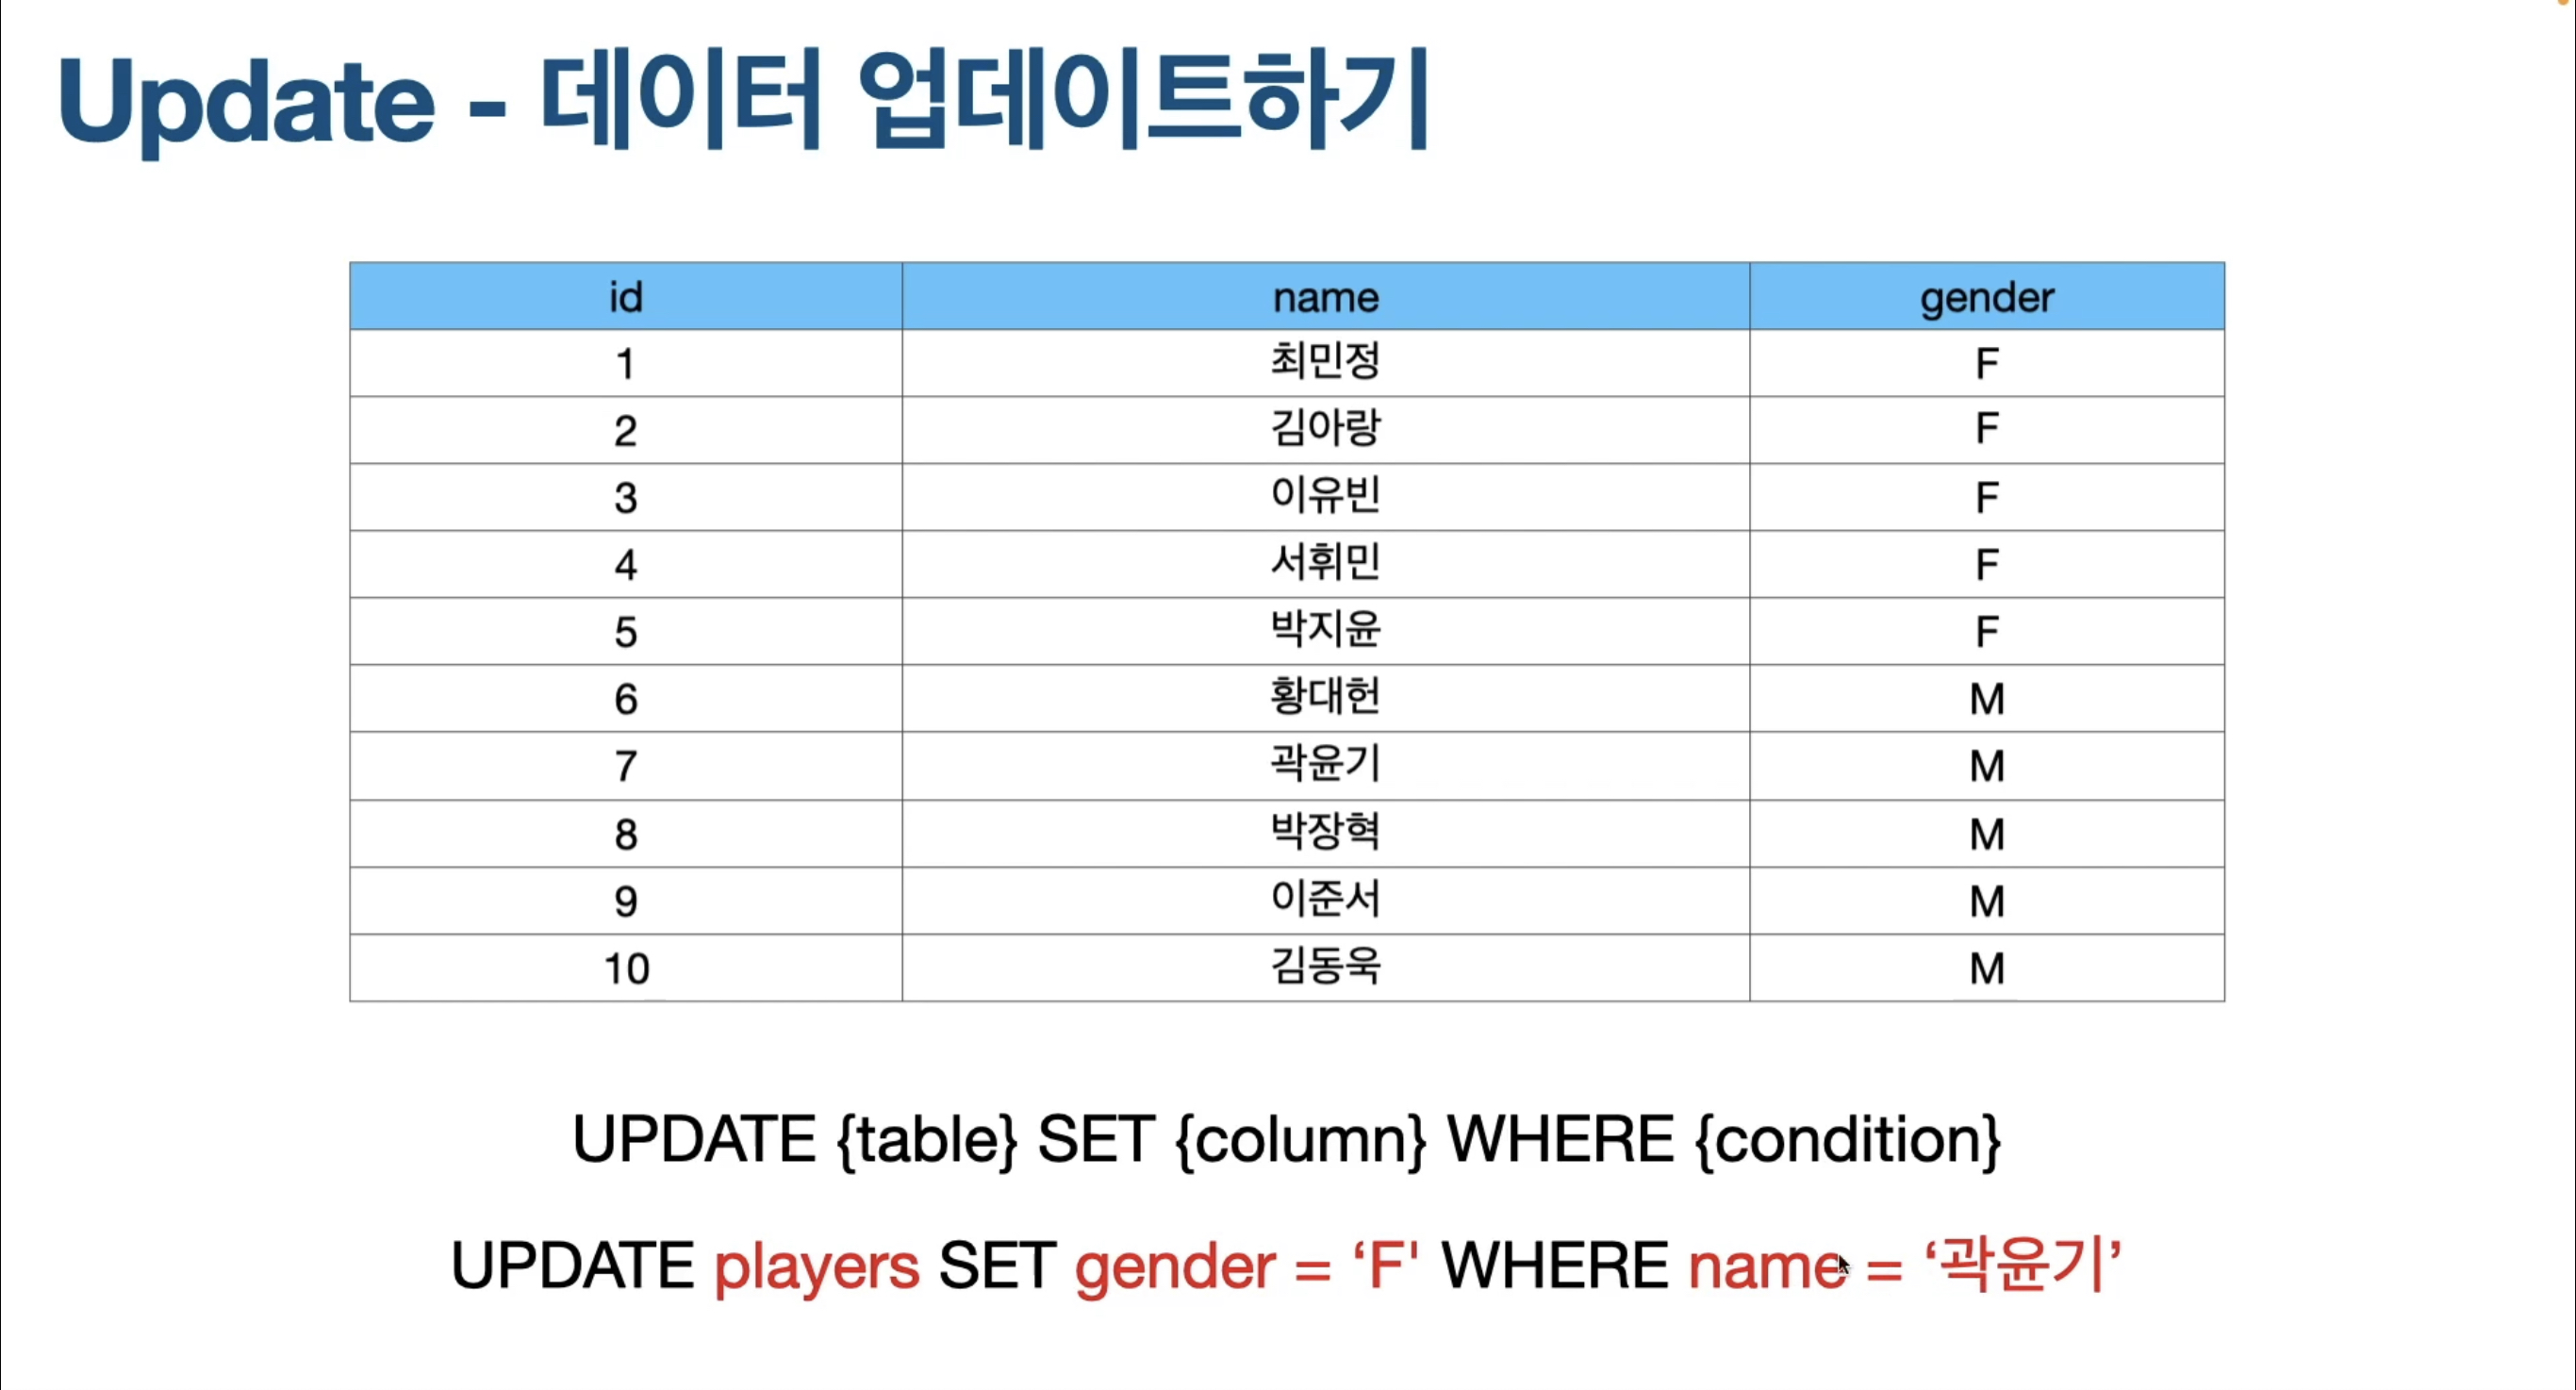 Update - 데이터 업데이트하기
id name gender
1 최민정 F
2 김아랑 F
3 이유빈 F
4 서휘민 F
5 박지윤 F
6 황대헌 M
7 곽윤기 M
8 박장혁 M
9 이준서 M
10 김동욱 M
UPDATE {table} SET {column} WHERE {condition}
UPDATE players SET gender = ‘F' WHERE name = ‘곽윤기’